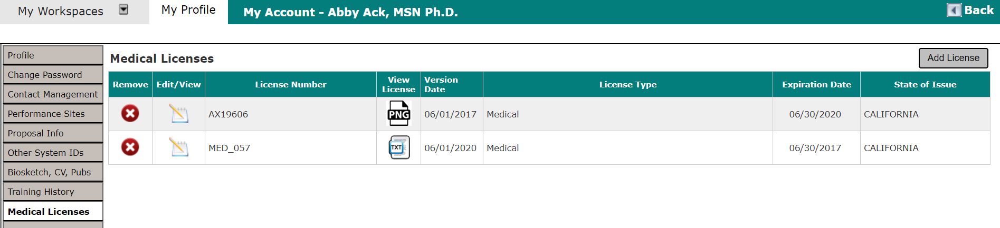 My Workspaces
My Profile
My Account - Abby Ack, MSN Ph.D.
Back
Profile
Change Password
Contact Management
Performance Sites
Proposal Info
Other System IDs
Biosketch, CV, Pubs
Training History
Medical Licenses
Medical Licenses
Add License
Remove Edit/View License Number View License Version Date License Type Expiration Date State of Issue
AX19606 PNG 06/01/2017 Medical 06/30/2020 CALIFORNIA
MED_057 TXT 06/01/2020 Medical 06/30/2017 CALIFORNIA